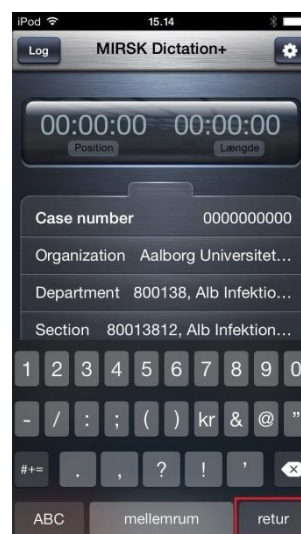 iPod 15.14
Log MIRSK Dictation+
00:00:00 00:00:00
Position Længde
Case number 0000000000
Organization Aalborg Universitet...
Department 800138, Alb Infektio...
Section 80013812, Alb Infektion...
1 2 3 4 5 6 7 8 9 0
- / : ; ( ) kr & @ "
#+= . , ? ! '
ABC mellemrum retur